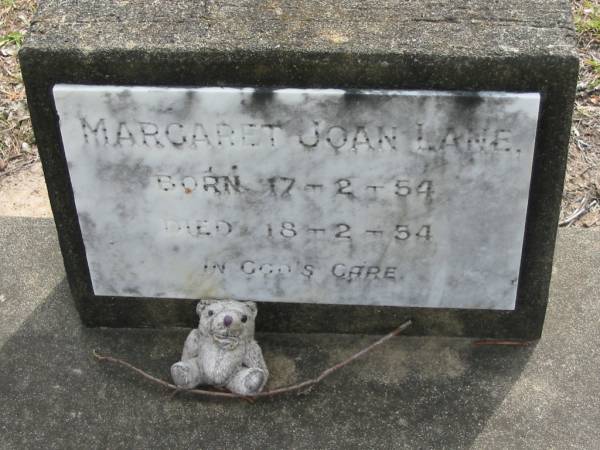 MARGARET JOAN LANE.
BORN 17-2-54
DIED 18-2-54
IN GOD'S CARE